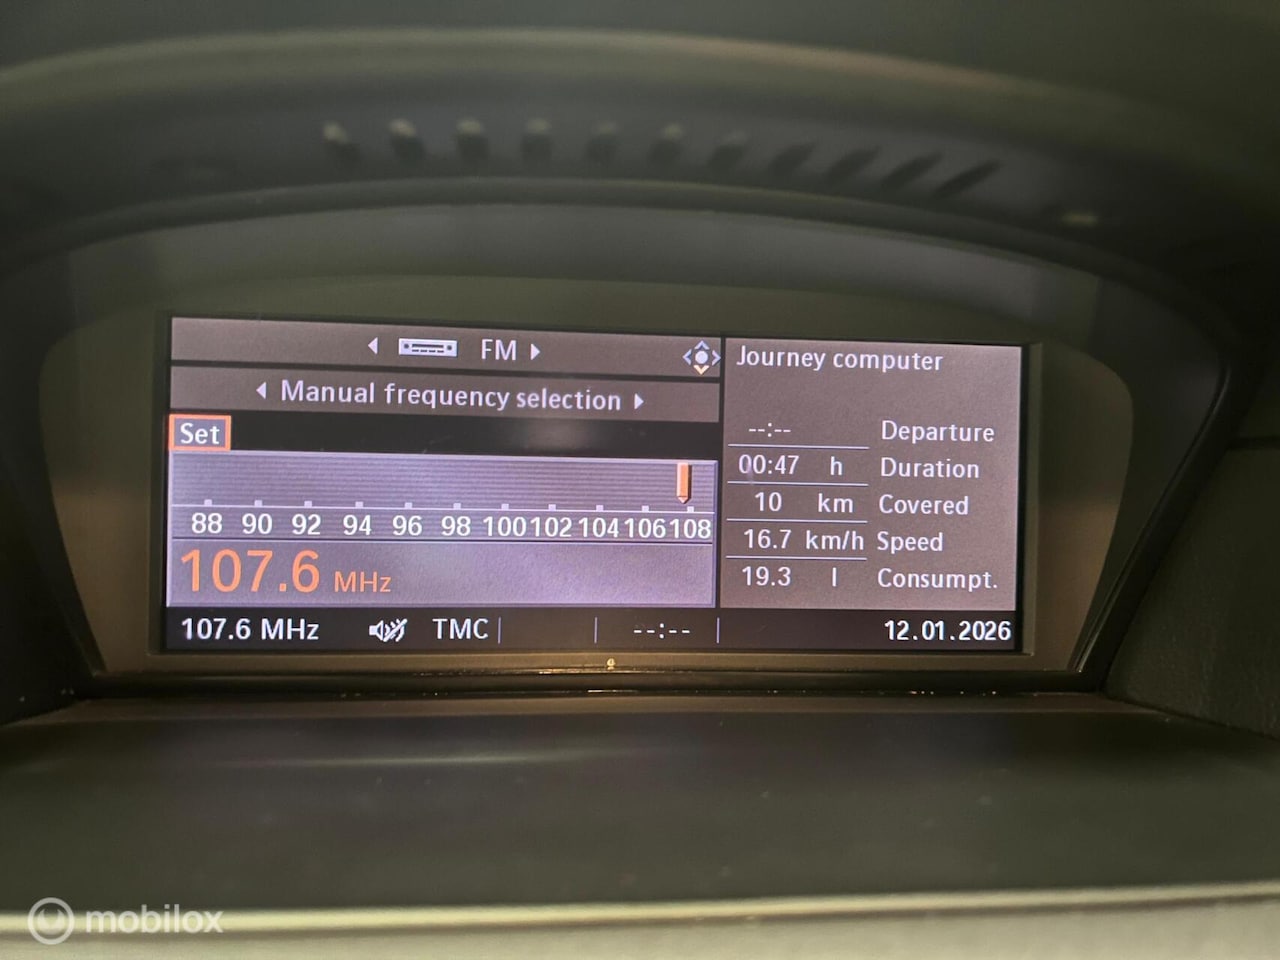 FM
Manual frequency selection
Set
88 90 92 94 96 98 100 102 104 106 108
107.6 MHz
107.6 MHz TMC --:-- 12.01.2026
Journey computer
--:-- Departure
00:47 h Duration
10 km Covered
16.7 km/h Speed
19.3 l Consumpt.
mobilox